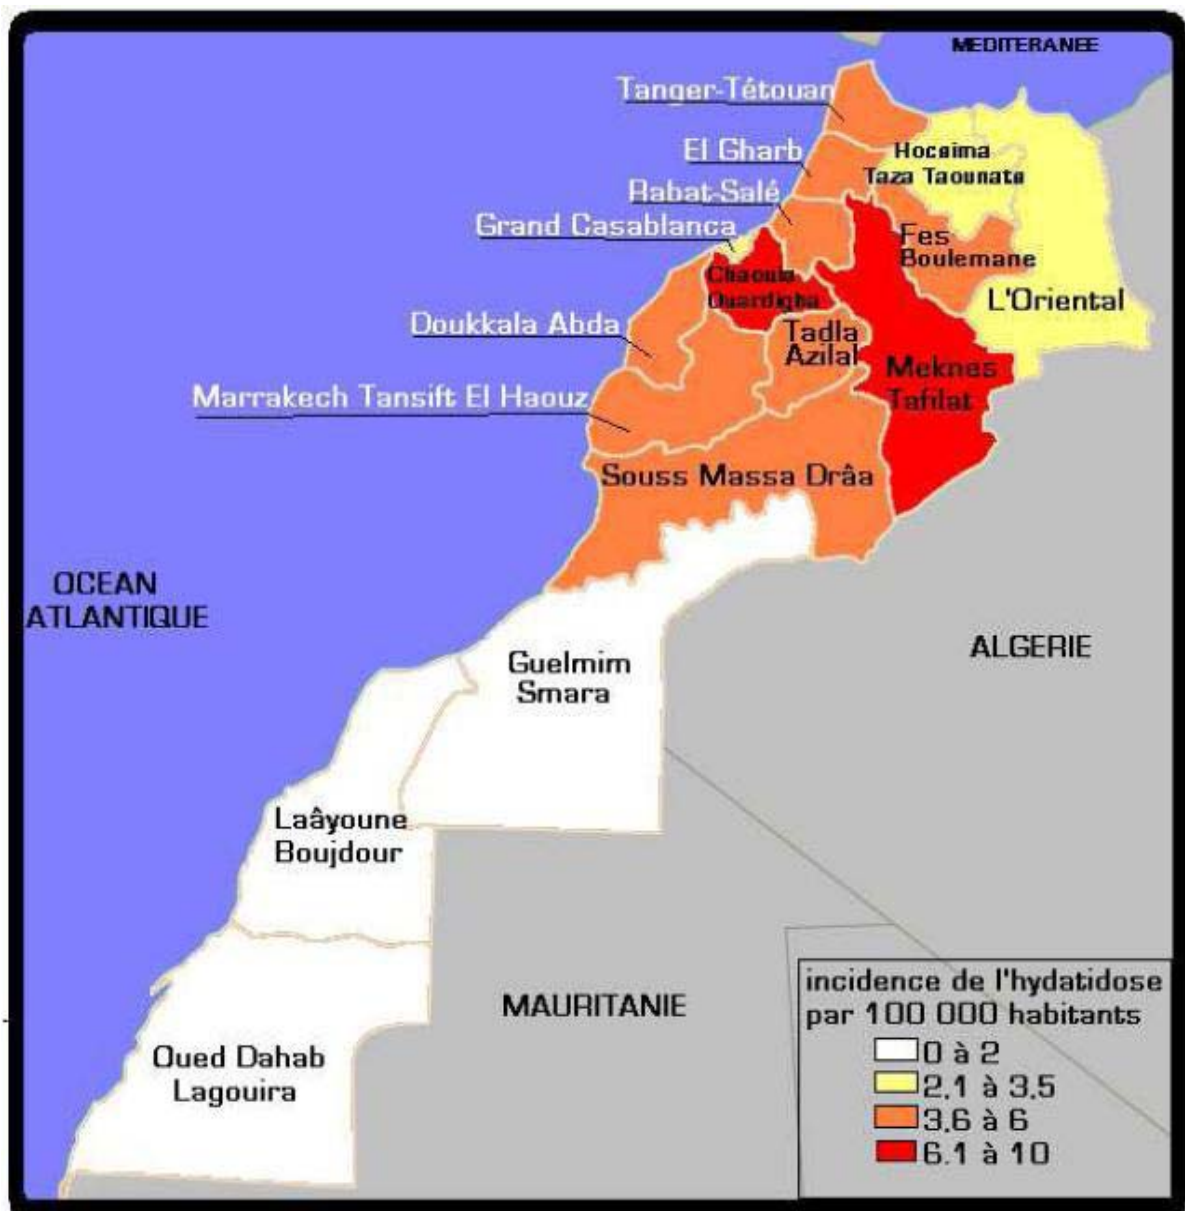 MEDITERANEE
Tanger-Tétouan
El Gharb
Hoceima
Taza Taounate
Rabat-Salé
Grand Casablanca
Fes
Boulemane
Chaouia
Ouardigha
L'Oriental
Doukkala Abda
Tadla
Azilal
Meknes
Tafilat
Marrakech Tansift El Haouz
Souss Massa Drâa
OCEAN
ATLANTIQUE
ALGERIE
Guelmim
Smara
Laâyoune
Boujdour
MAURITANIE
Oued Dahab
Lagouira
incidence de l'hydatidose
par 100 000 habitants
0 à 2
2,1 à 3,5
3,6 à 6
6.1 à 10